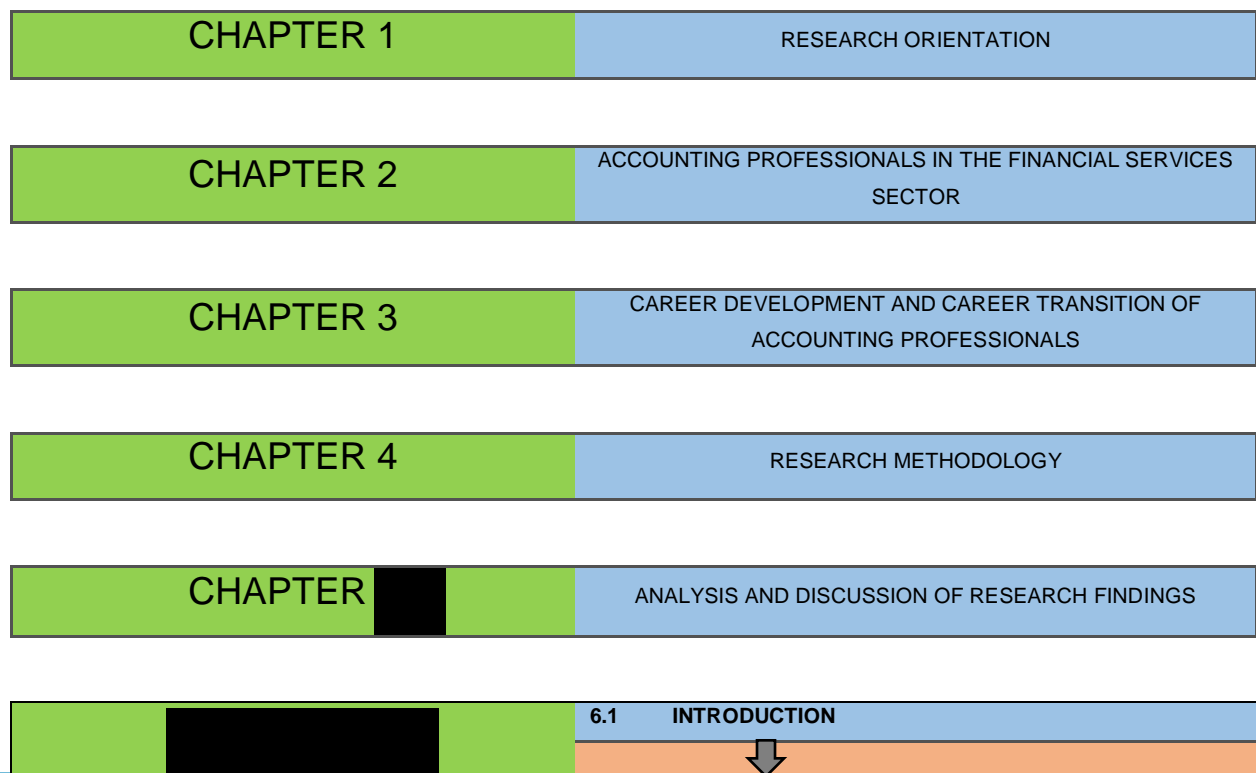 CHAPTER 1
RESEARCH ORIENTATION
CHAPTER 2
ACCOUNTING PROFESSIONALS IN THE FINANCIAL SERVICES
SECTOR
CHAPTER 3
CAREER DEVELOPMENT AND CAREER TRANSITION OF
ACCOUNTING PROFESSIONALS
CHAPTER 4
RESEARCH METHODOLOGY
CHAPTER
ANALYSIS AND DISCUSSION OF RESEARCH FINDINGS
6.1 INTRODUCTION